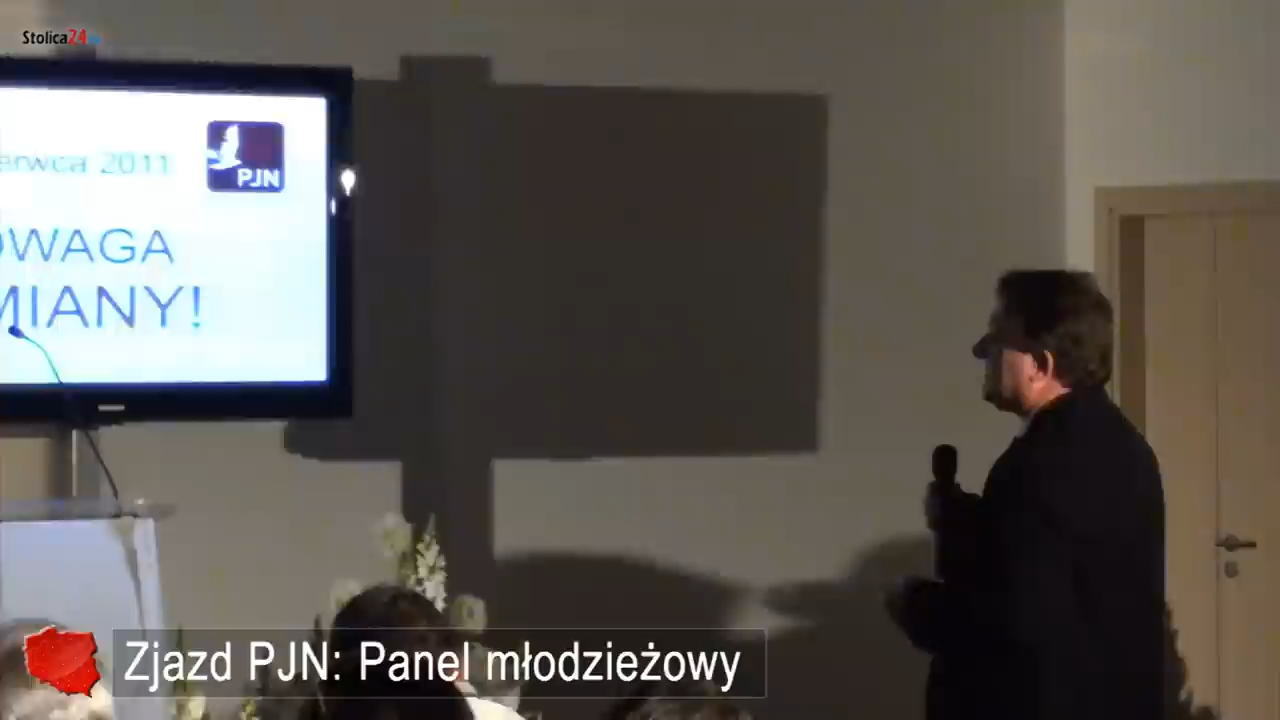 Stolica24
erwca 2011
PJN
WAGA
MIANY!
Zjazd PJN: Panel młodzieżowy